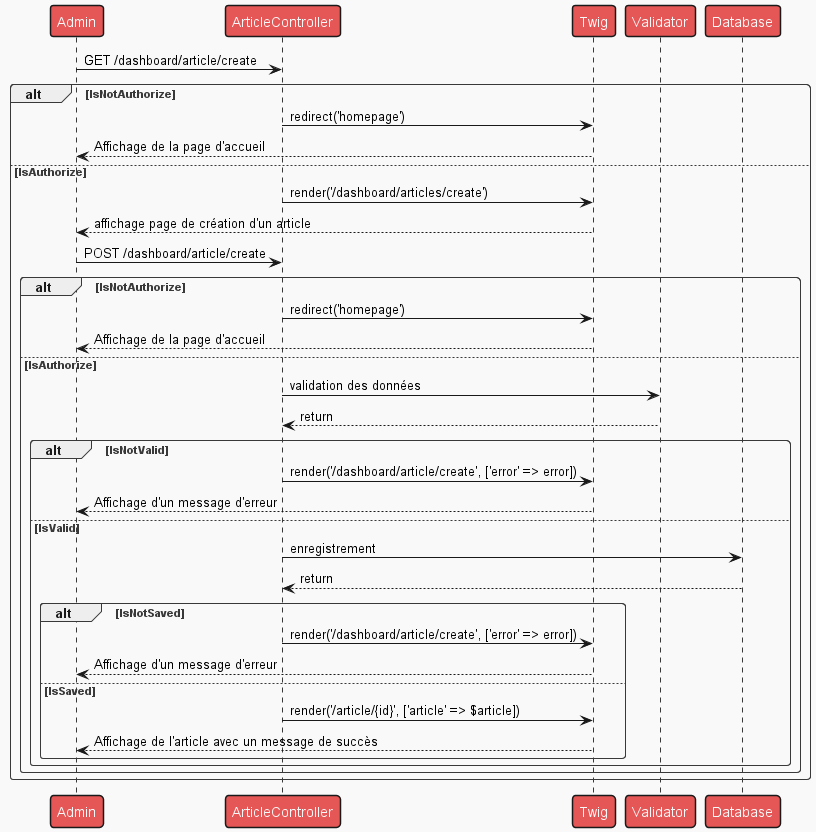 Admin
ArticleController
Twig
Validator
Database
GET /dashboard/article/create
alt
[IsNotAuthorize]
redirect('homepage')
Affichage de la page d'accueil
[IsAuthorize]
render('/dashboard/articles/create')
affichage page de création d'un article
POST /dashboard/article/create
alt
[IsNotAuthorize]
redirect('homepage')
Affichage de la page d'accueil
[IsAuthorize]
validation des données
return
alt
[IsNotValid]
render('/dashboard/article/create', ['error' => error])
Affichage d'un message d'erreur
[IsValid]
enregistrement
return
alt
[IsNotSaved]
render('/dashboard/article/create', ['error' => error])
Affichage d'un message d'erreur
[IsSaved]
render('/article/{id}', ['article' => $article])
Affichage de l'article avec un message de succès
Admin
ArticleController
Twig
Validator
Database